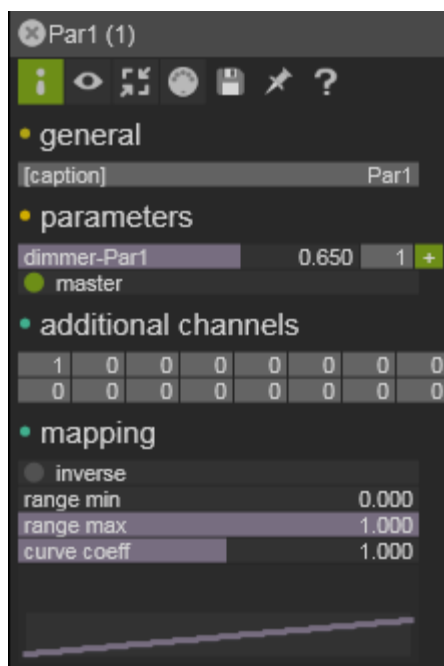 Par1 (1)
general
[caption] Par1
parameters
dimmer-Par1 0.650 1 +
master
additional channels
1 0 0 0 0 0 0 0
0 0 0 0 0 0 0 0
mapping
inverse
range min 0.000
range max 1.000
curve coeff 1.000